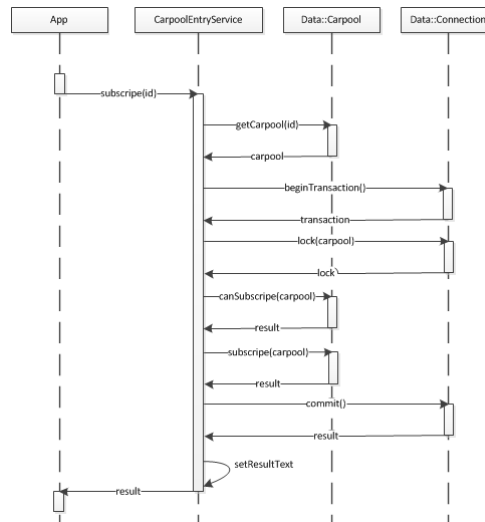 App CarpoolEntryService Data::Carpool Data::Connection
subscripe(id)
getCarpool(id)
carpool
beginTransaction()
transaction
lock(carpool)
lock
canSubscripe(carpool)
result
subscripe(carpool)
result
commit()
result
setResultText
result